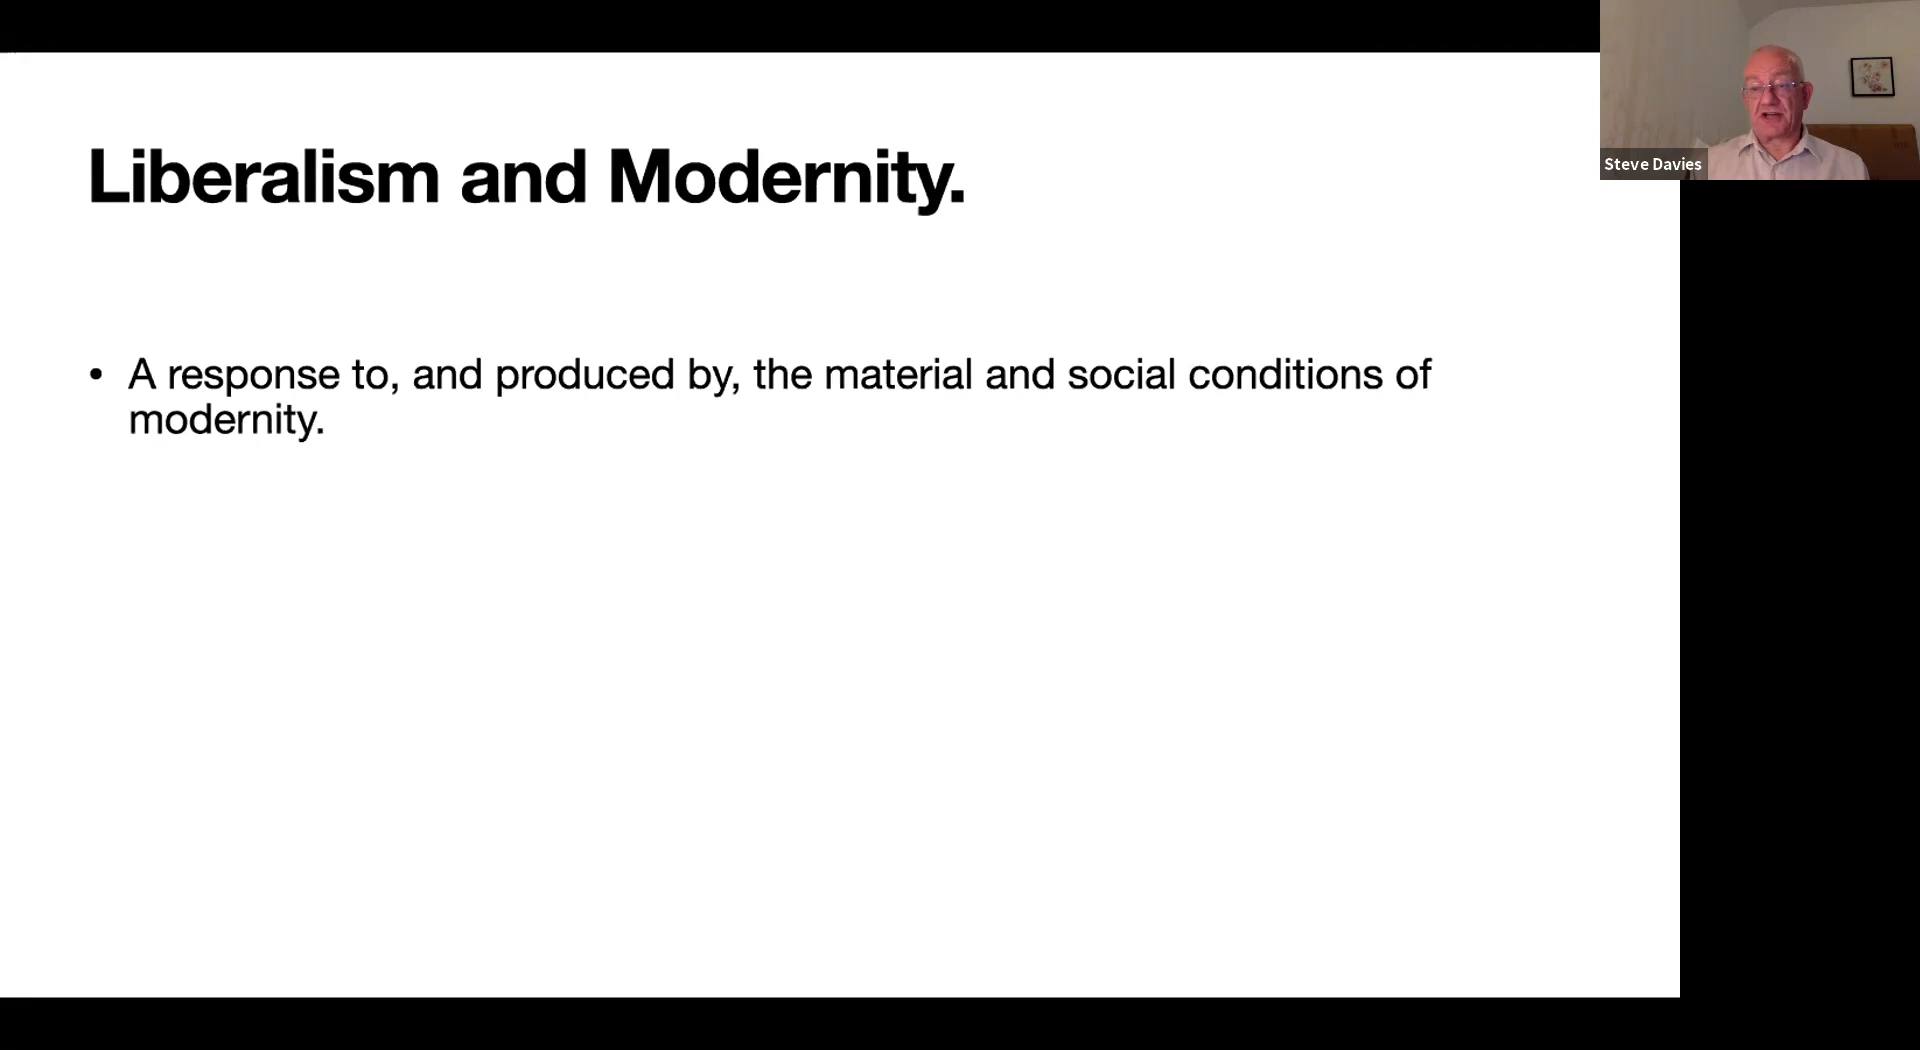 Liberalism and Modernity.
• A response to, and produced by, the material and social conditions of
modernity.
Steve Davies